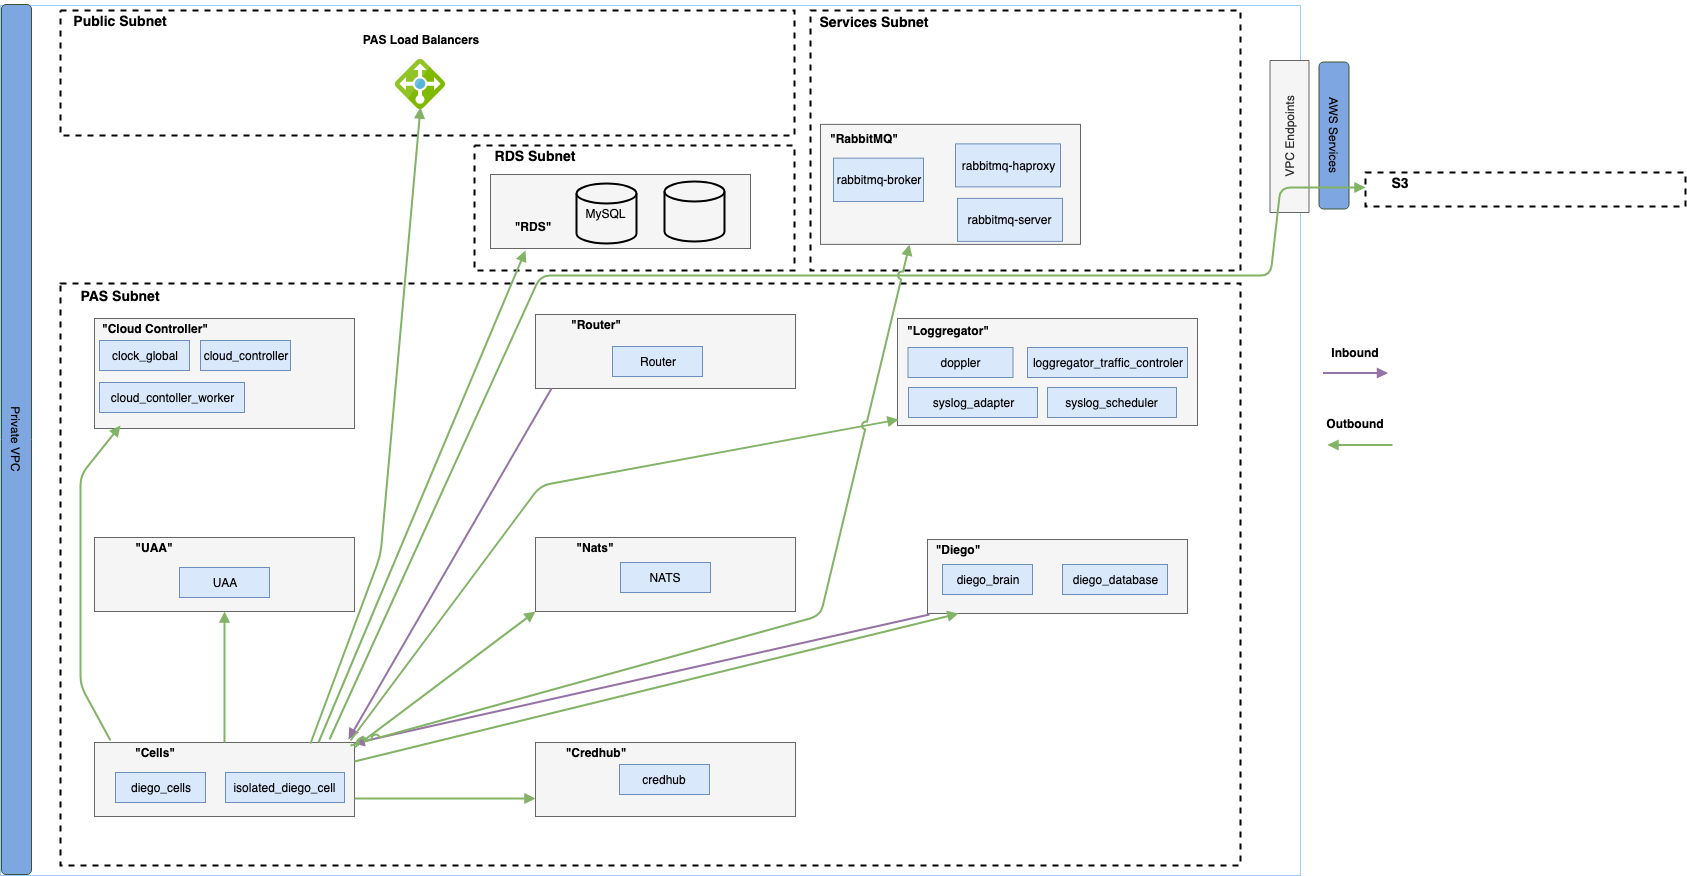 Private VPC
Public Subnet
PAS Load Balancers
Services Subnet
"RabbitMQ"
rabbitmq-broker
rabbitmq-haproxy
rabbitmq-server
RDS Subnet
"RDS"
MySQL
VPC Endpoints
AWS Services
S3
PAS Subnet
"Cloud Controller"
clock_global
cloud_controller
cloud_contoller_worker
"Router"
Router
"Loggregator"
doppler
loggregator_traffic_controler
syslog_adapter
syslog_scheduler
Inbound
Outbound
"UAA"
UAA
"Nats"
NATS
"Diego"
diego_brain
diego_database
"Cells"
diego_cells
isolated_diego_cell
"Credhub"
credhub